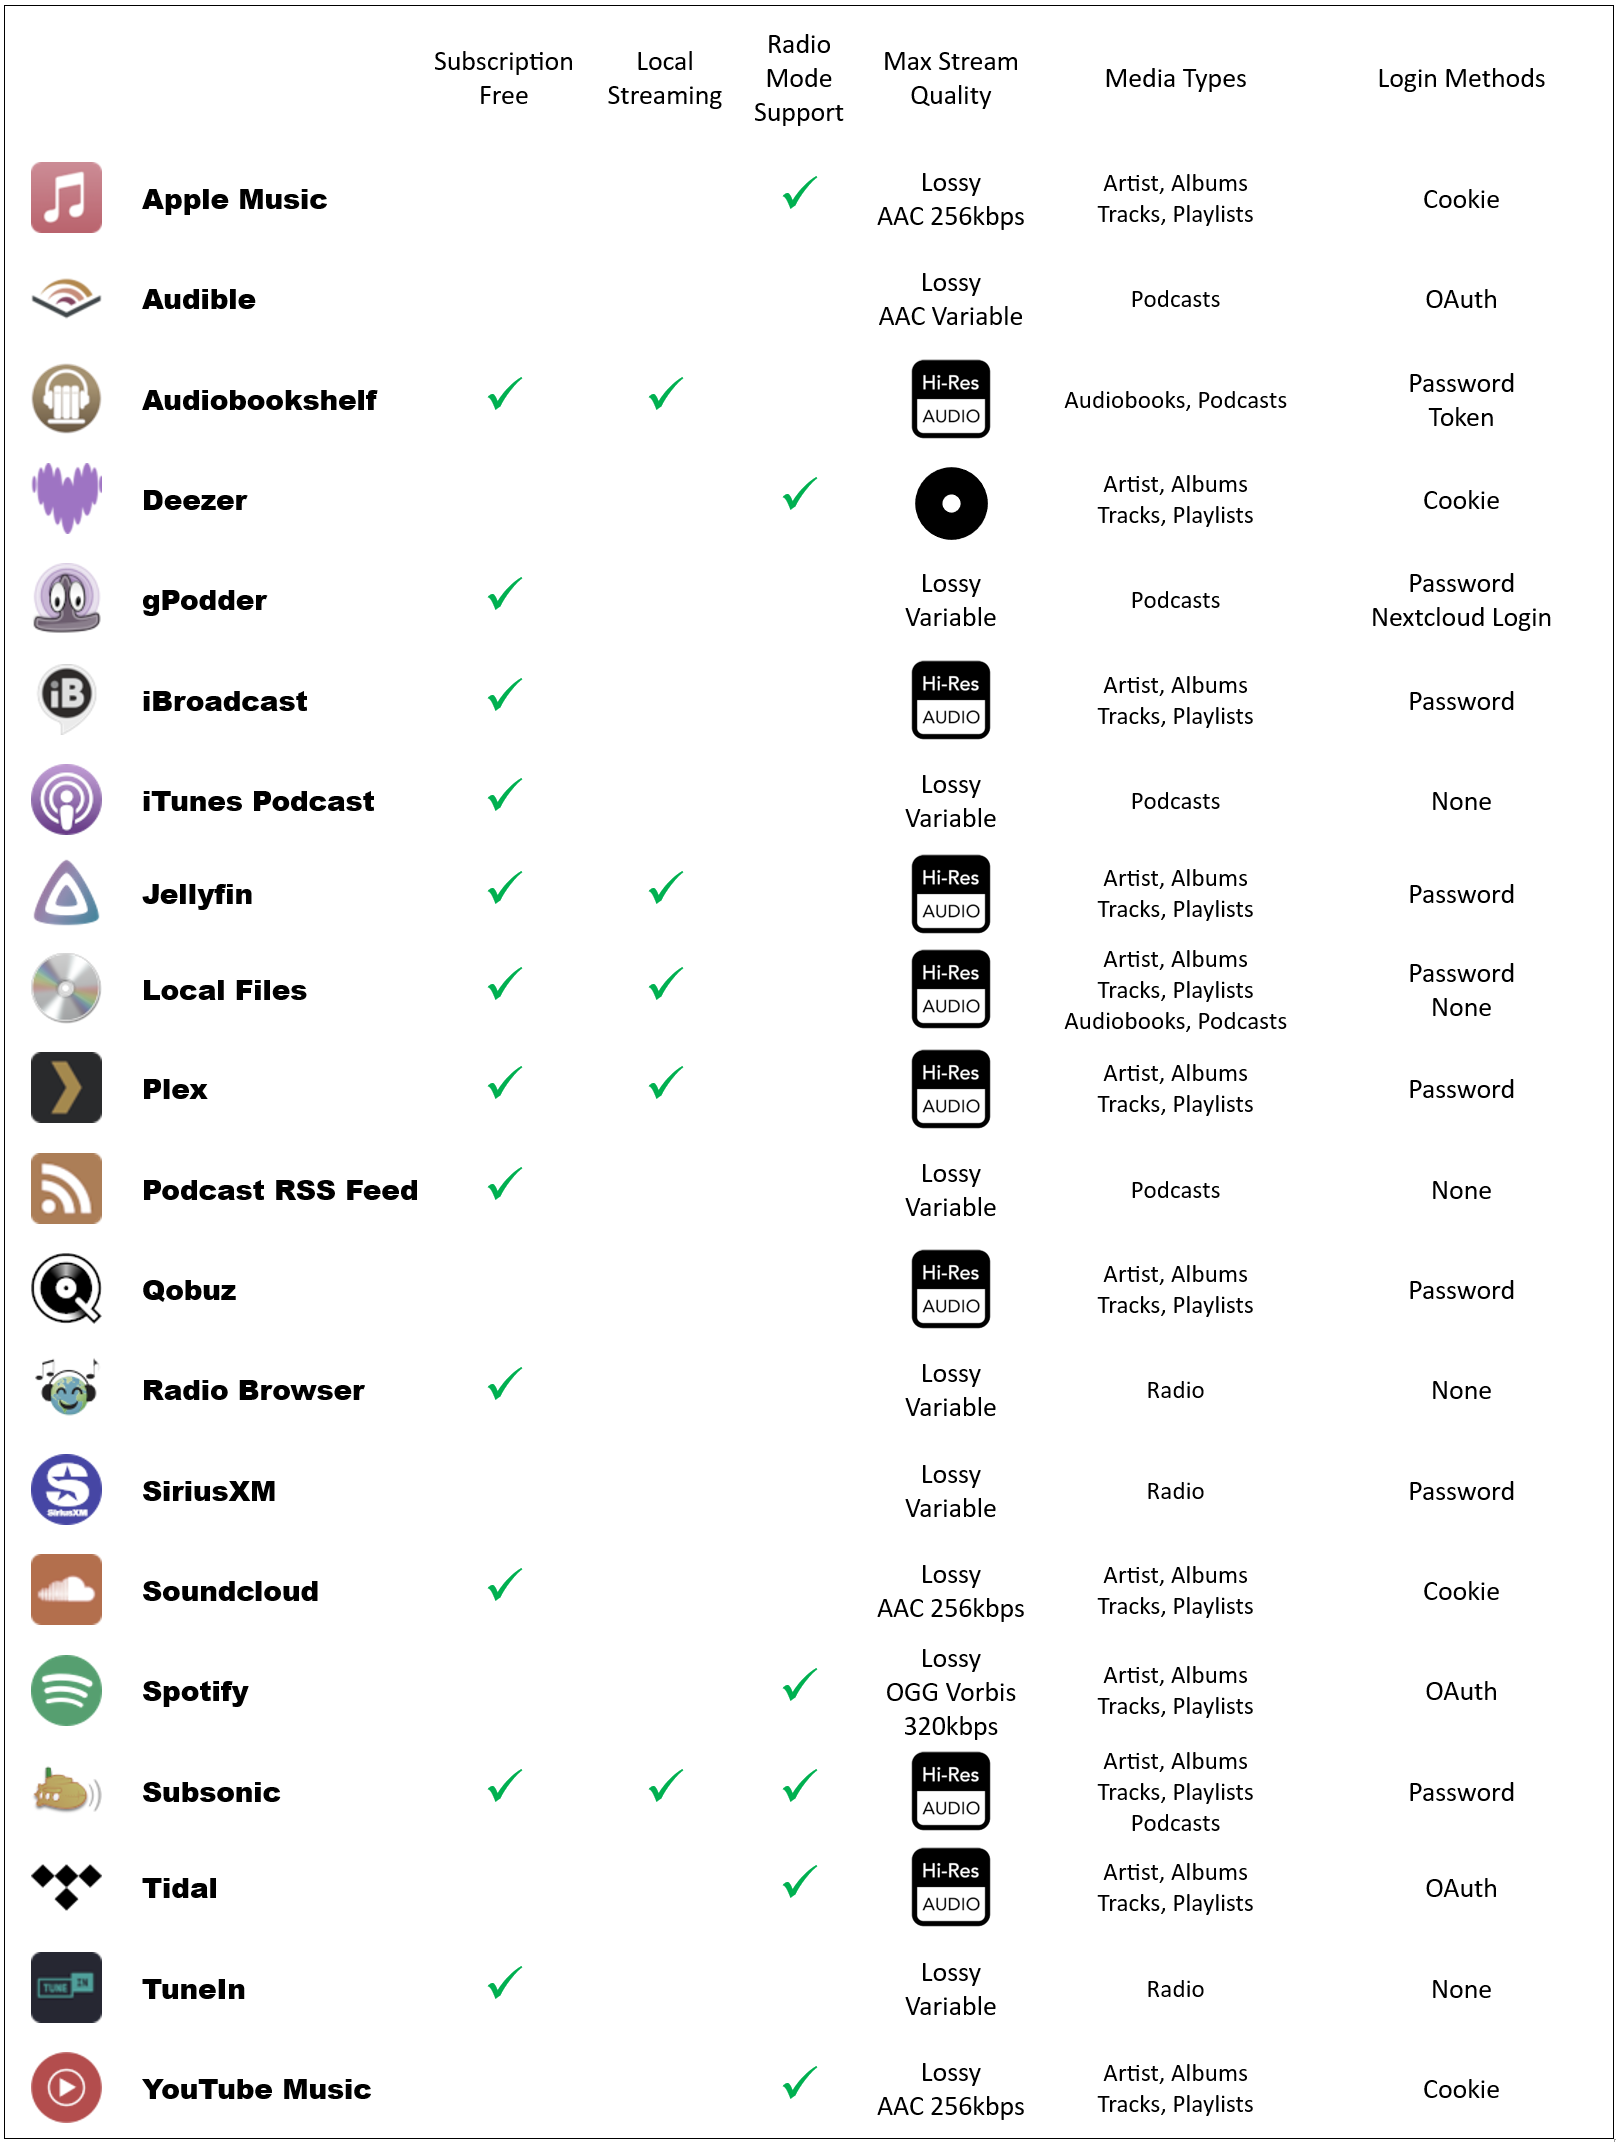 Subscription
Free
Local
Streaming
Radio
Mode
Support
Max Stream
Quality
Media Types
Login Methods
Apple Music
Lossy
AAC 256kbps
Artist, Albums
Tracks, Playlists
Cookie
Audible
Lossy
AAC Variable
Podcasts
OAuth
Audiobookshelf
Hi-Res
AUDIO
Audiobooks, Podcasts
Password
Token
Deezer
Artist, Albums
Tracks, Playlists
Cookie
gPodder
Lossy
Variable
Podcasts
Password
Nextcloud Login
iB
iBroadcast
Hi-Res
AUDIO
Artist, Albums
Tracks, Playlists
Password
iTunes Podcast
Lossy
Variable
Podcasts
None
Jellyfin
Hi-Res
AUDIO
Artist, Albums
Tracks, Playlists
Password
Local Files
Hi-Res
AUDIO
Artist, Albums
Tracks, Playlists
Audiobooks, Podcasts
Password
None
Plex
Hi-Res
AUDIO
Artist, Albums
Tracks, Playlists
Password
Podcast RSS Feed
Lossy
Variable
Podcasts
None
Qobuz
Hi-Res
AUDIO
Artist, Albums
Tracks, Playlists
Password
Radio Browser
Lossy
Variable
Radio
None
S
SiriusXM
SiriusXM
Lossy
Variable
Radio
Password
Soundcloud
Lossy
AAC 256kbps
Artist, Albums
Tracks, Playlists
Cookie
Spotify
Lossy
OGG Vorbis
320kbps
Artist, Albums
Tracks, Playlists
OAuth
Subsonic
Hi-Res
AUDIO
Artist, Albums
Tracks, Playlists
Podcasts
Password
Tidal
Hi-Res
AUDIO
Artist, Albums
Tracks, Playlists
OAuth
TUNE IN
TuneIn
Lossy
Variable
Radio
None
YouTube Music
Lossy
AAC 256kbps
Artist, Albums
Tracks, Playlists
Cookie